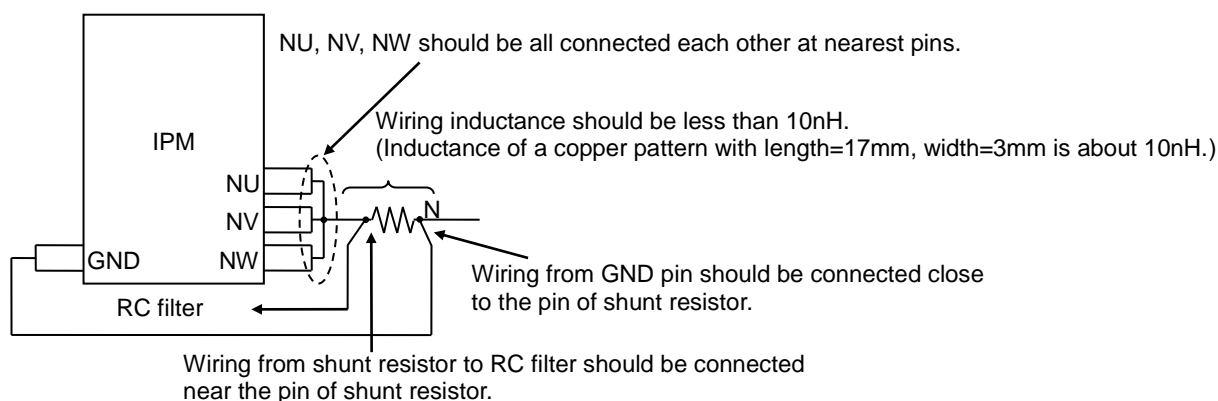 NU, NV, NW should be all connected each other at nearest pins.
Wiring inductance should be less than 10nH.
(Inductance of a copper pattern with length=17mm, width=3mm is about 10nH.)
IPM
NU
N
NV
GND
NW
Wiring from GND pin should be connected close
to the pin of shunt resistor.
RC filter
Wiring from shunt resistor to RC filter should be connected
near the pin of shunt resistor.